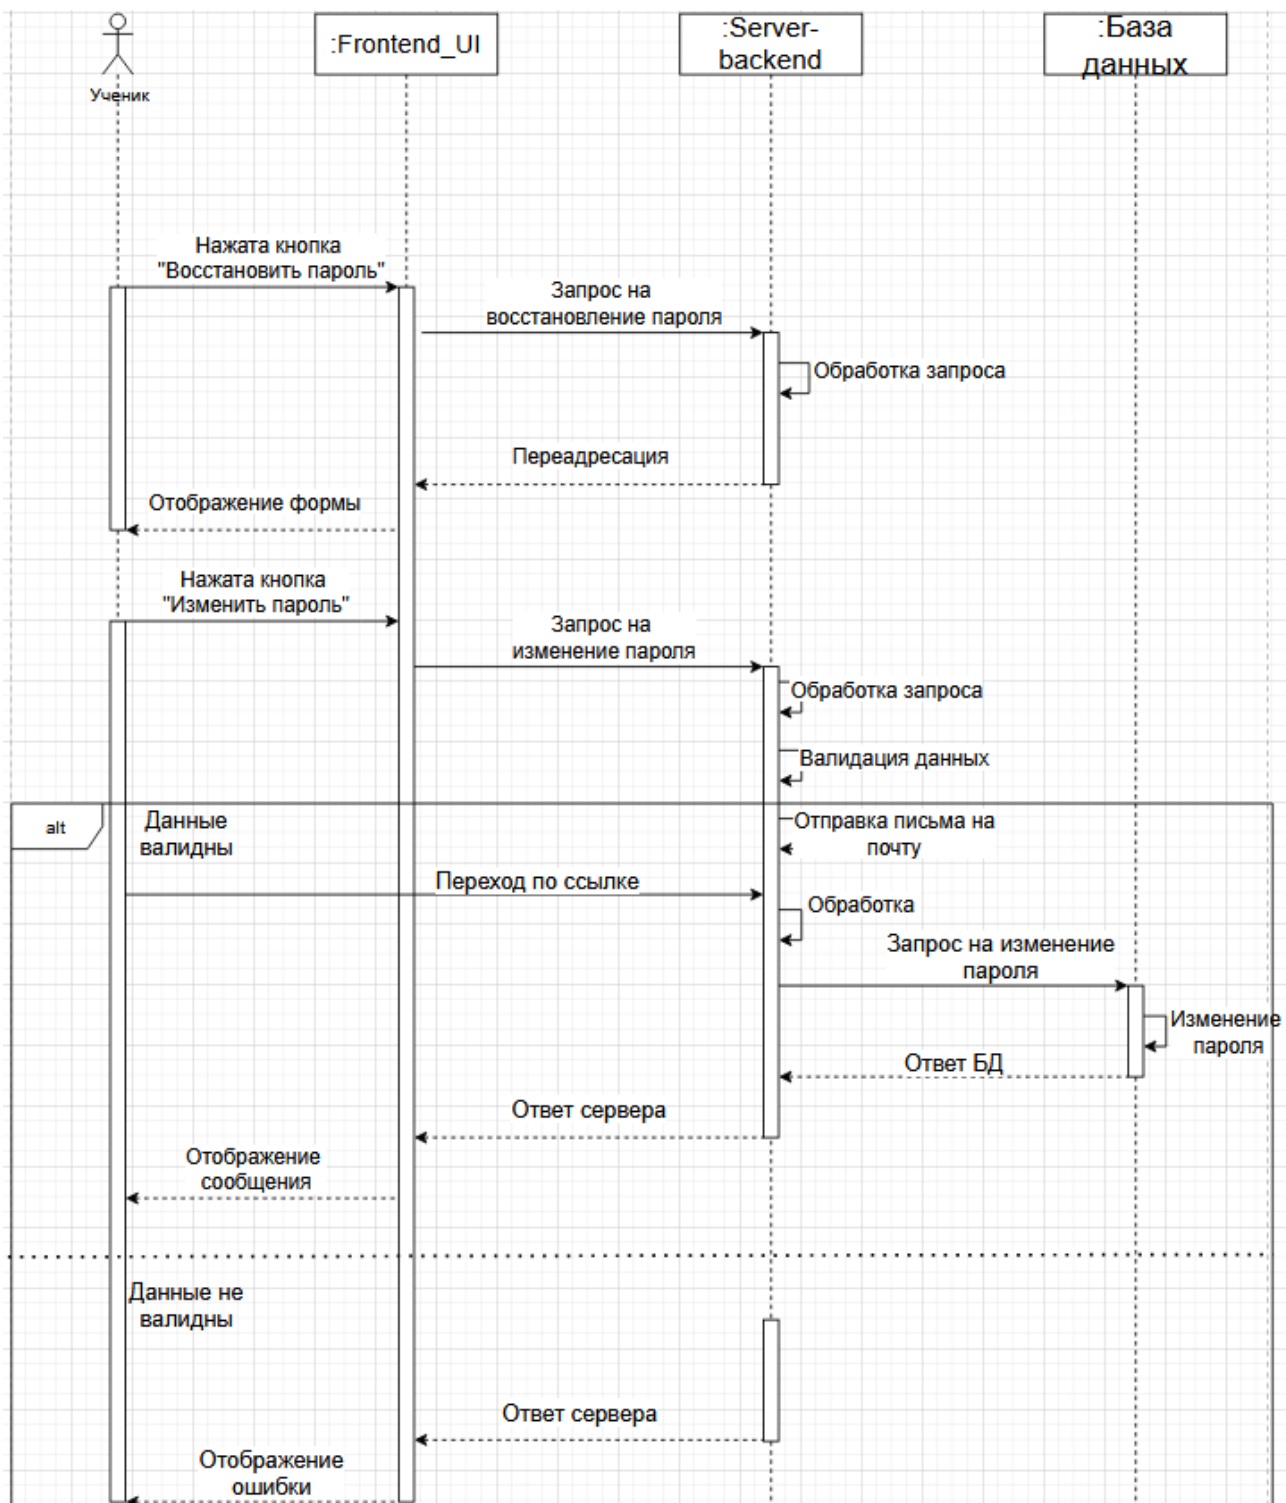 :Frontend_UI
:Server-
backend
:База
данных
Ученик
Нажата кнопка
"Восстановить пароль"
Запрос на
восстановление пароля
Обработка запроса
Переадресация
Отображение формы
Нажата кнопка
"Изменить пароль"
Запрос на
изменение пароля
Обработка запроса
Валидация данных
alt
Данные
валидны
Отправка письма на
почту
Переход по ссылке
Обработка
Запрос на изменение
пароля
Изменение
пароля
Ответ БД
Ответ сервера
Отображение
сообщения
Данные не
валидны
Ответ сервера
Отображение
ошибки